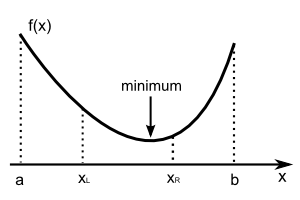 f(x)
minimum
a xL xR b x